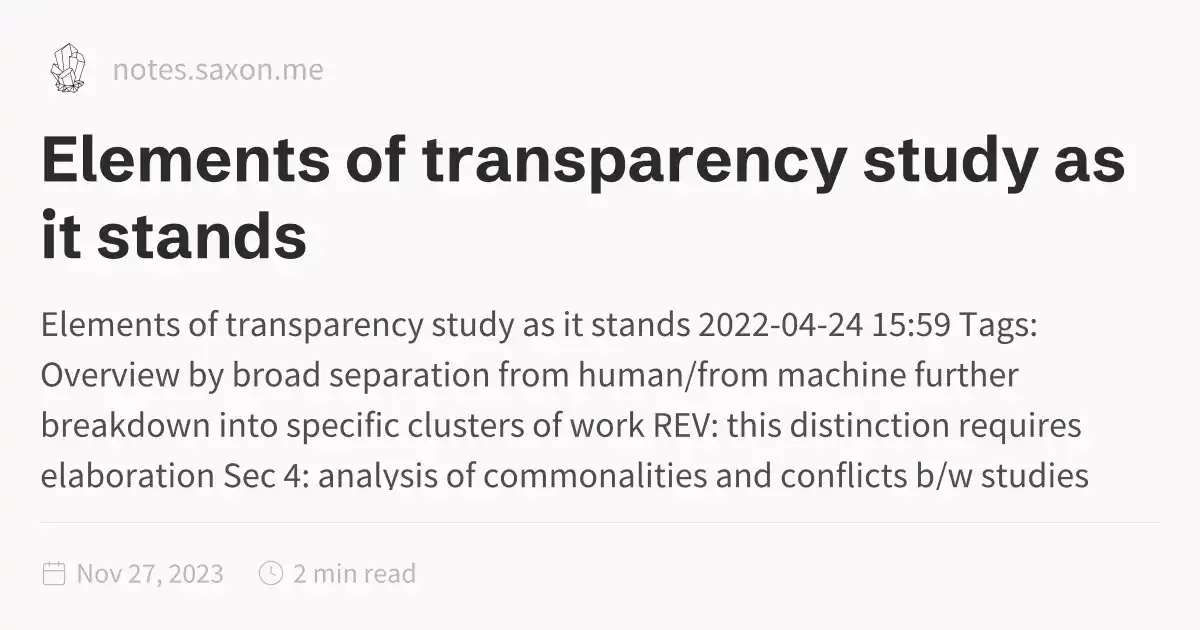 notes.saxon.me
Elements of transparency study as
it stands
Elements of transparency study as it stands 2022-04-24 15:59 Tags:
Overview by broad separation from human/from machine further
breakdown into specific clusters of work REV: this distinction requires
elaboration Sec 4: analysis of commonalities and conflicts b/w studies
Nov 27, 2023 2 min read